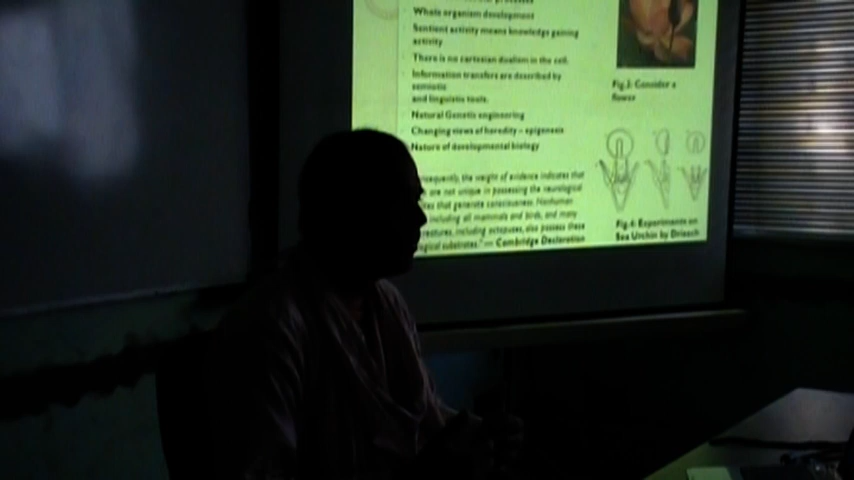 processes
Whole organism development
Sentient activity means knowledge gaining
activity
There is no cartesian dualism in the cell.
Information transfers are described by
semiotic
and linguistic tools.
Natural Genetic engineering
Changing views of heredity – epigenesis
Nature of developmental biology
the weight of evidence indicates that
are not unique in possessing the neurological
that generate consciousness. Nonhuman
including all mammals and birds, and many
including octopuses, also possess these
substrates." — Cambridge Declaration
Fig.3: Consider a
flower
Fig.4: Experiments on
Sea Urchin by Driesch